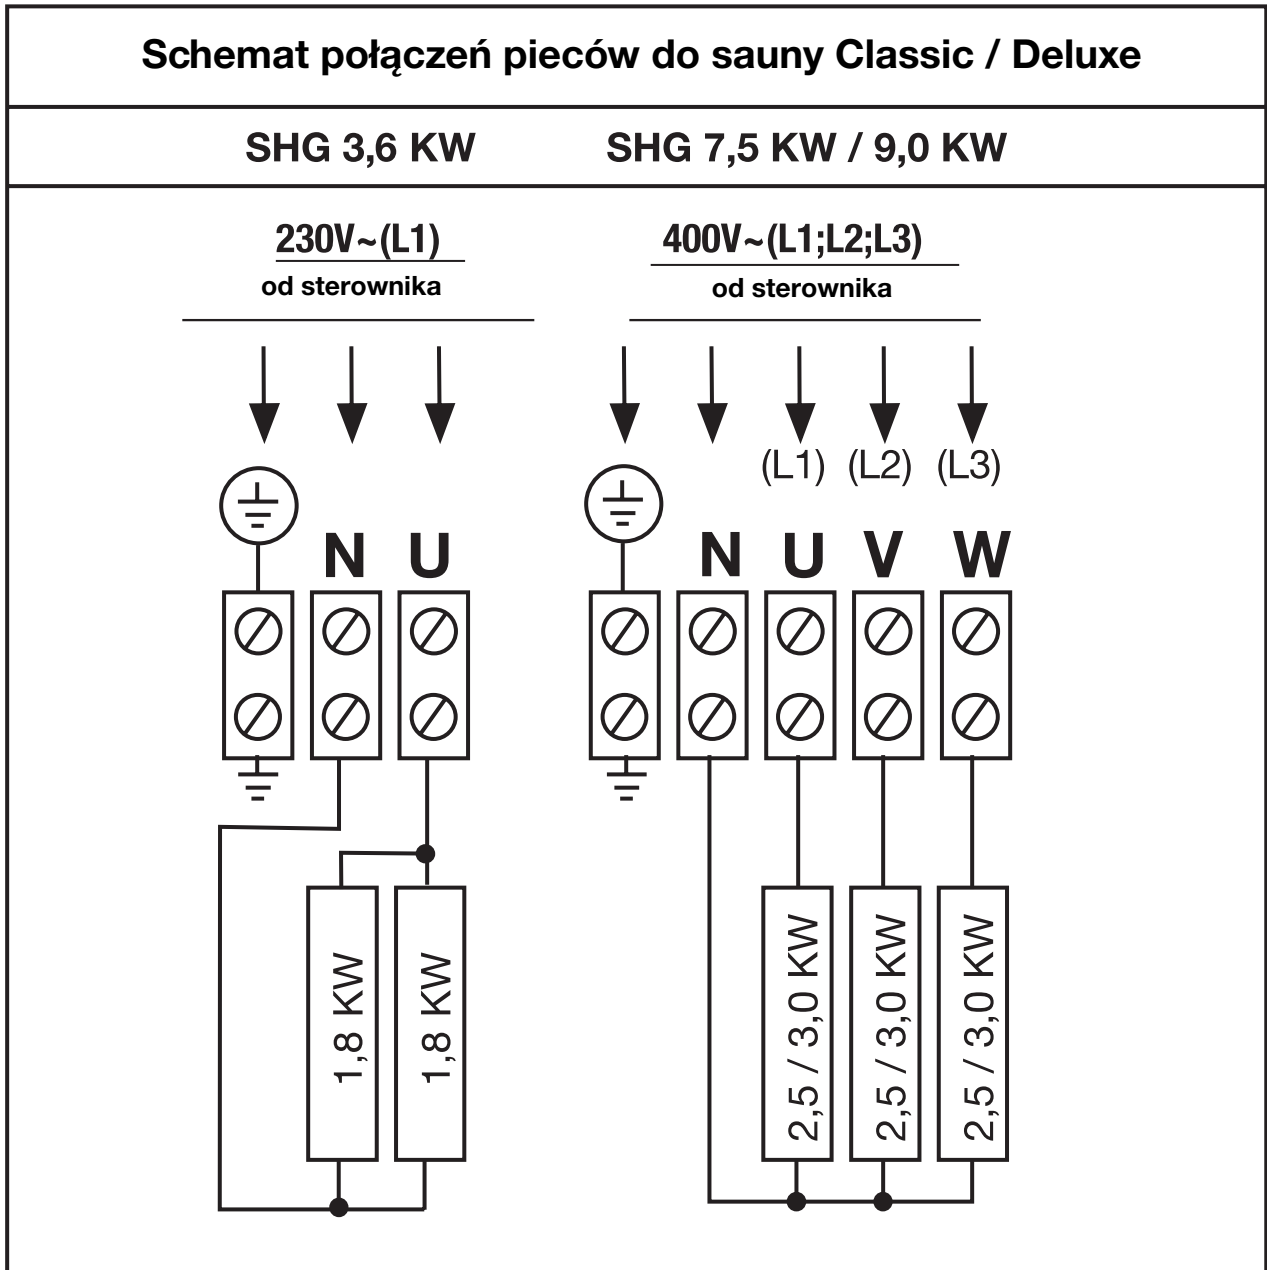 Schemat połączeń pieców do sauny Classic / Deluxe
SHG 3,6 KW
SHG 7,5 KW / 9,0 KW
230V~(L1)
od sterownika
N U
1,8 KW
1,8 KW
400V~(L1;L2;L3)
od sterownika
(L1) (L2) (L3)
N U V W
2,5 / 3,0 KW
2,5 / 3,0 KW
2,5 / 3,0 KW